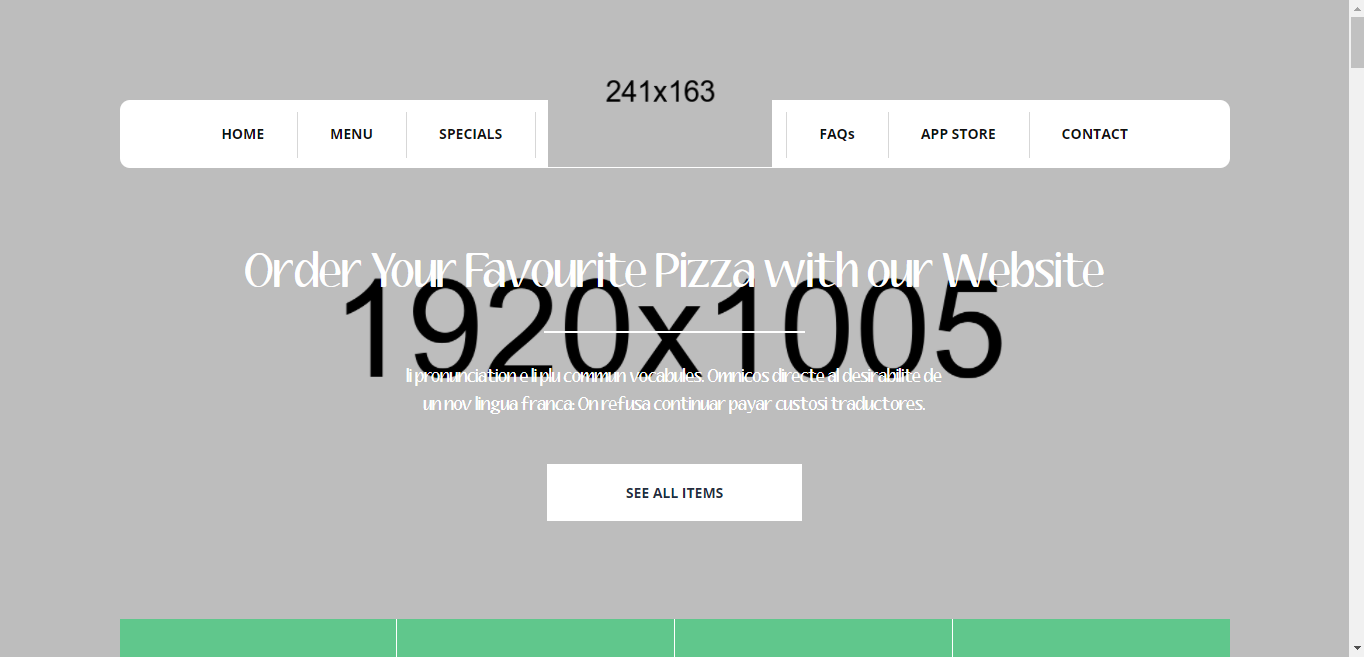 241x163
HOME MENU SPECIALS FAQs APP STORE CONTACT
Order Your Favourite Pizza with our Website
1920x1005
li pronunciation e li plu commun vocabules. Omnicos directe al desirabilite de
un nov lingua franca: On refusa continuar payar custosi traductores.
SEE ALL ITEMS